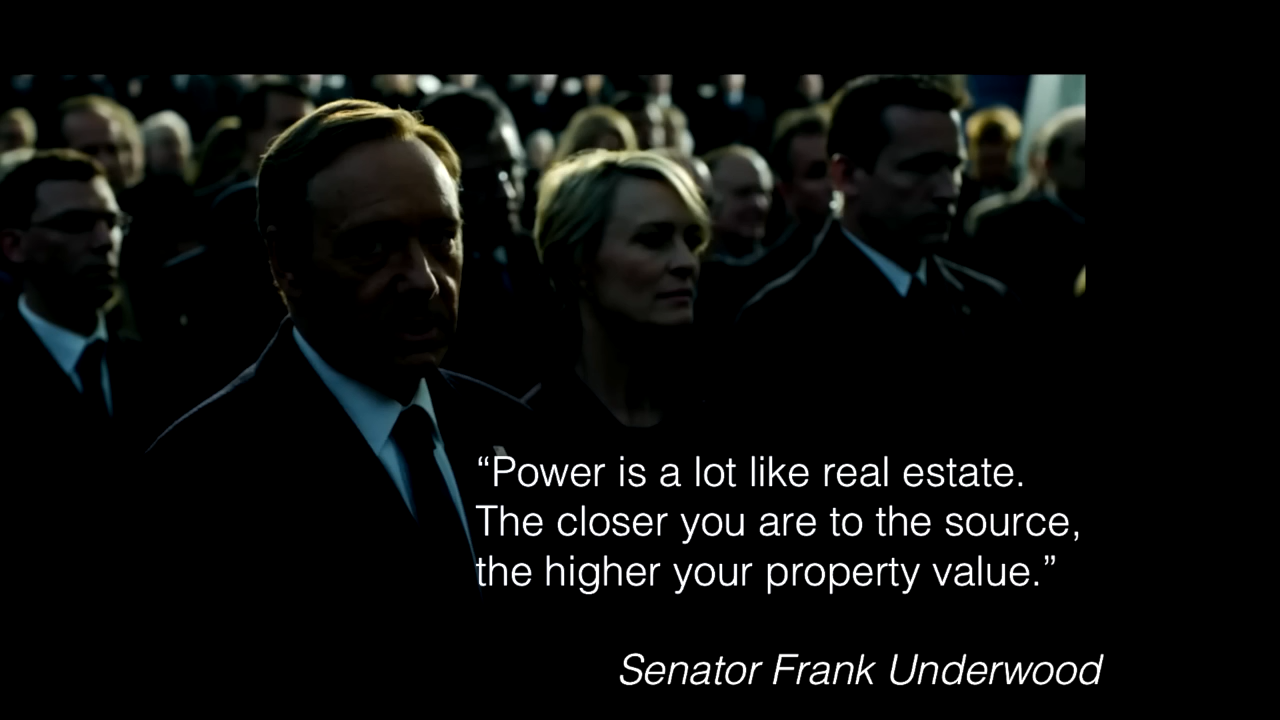 “Power is a lot like real estate.
The closer you are to the source,
the higher your property value.”
Senator Frank Underwood